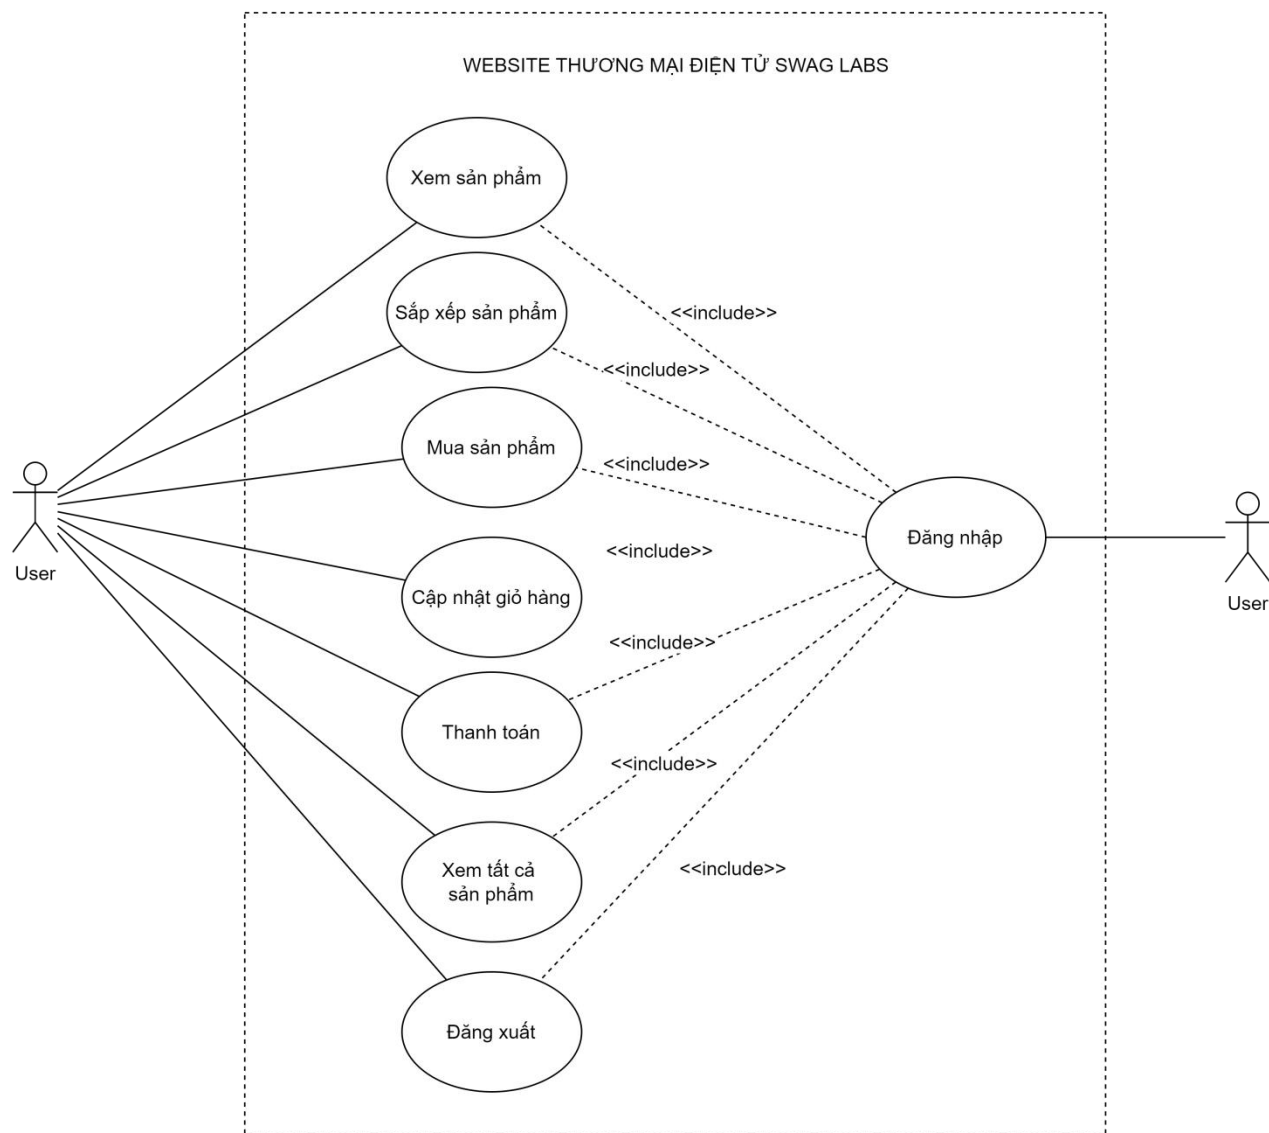 WEBSITE THƯƠNG MẠI ĐIỆN TỬ SWAG LABS
Xem sản phẩm
Sắp xếp sản phẩm
<<include>>
<<include>>
Mua sản phẩm
<<include>>
User
Đăng nhập
User
<<include>>
Cập nhật giỏ hàng
<<include>>
Thanh toán
<<include>>
Xem tất cả
sản phẩm
<<include>>
Đăng xuất